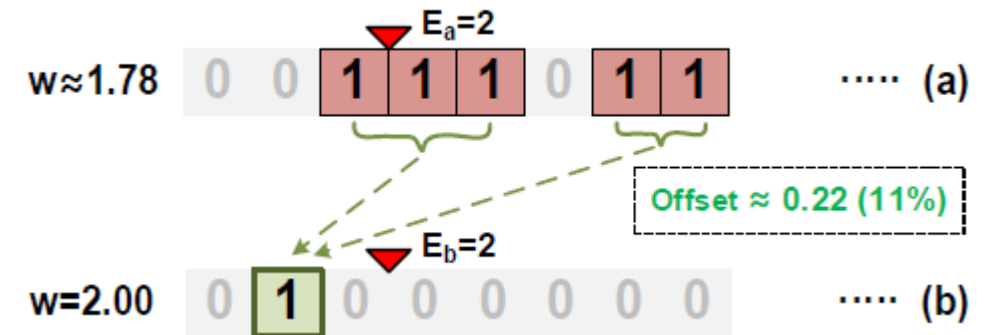 Eₐ=2
w≈1.78 0 0 1 1 1 0 1 1 ····· (a)
Offset ≈ 0.22 (11%)
E_b=2
w=2.00 0 1 0 0 0 0 0 0 ····· (b)